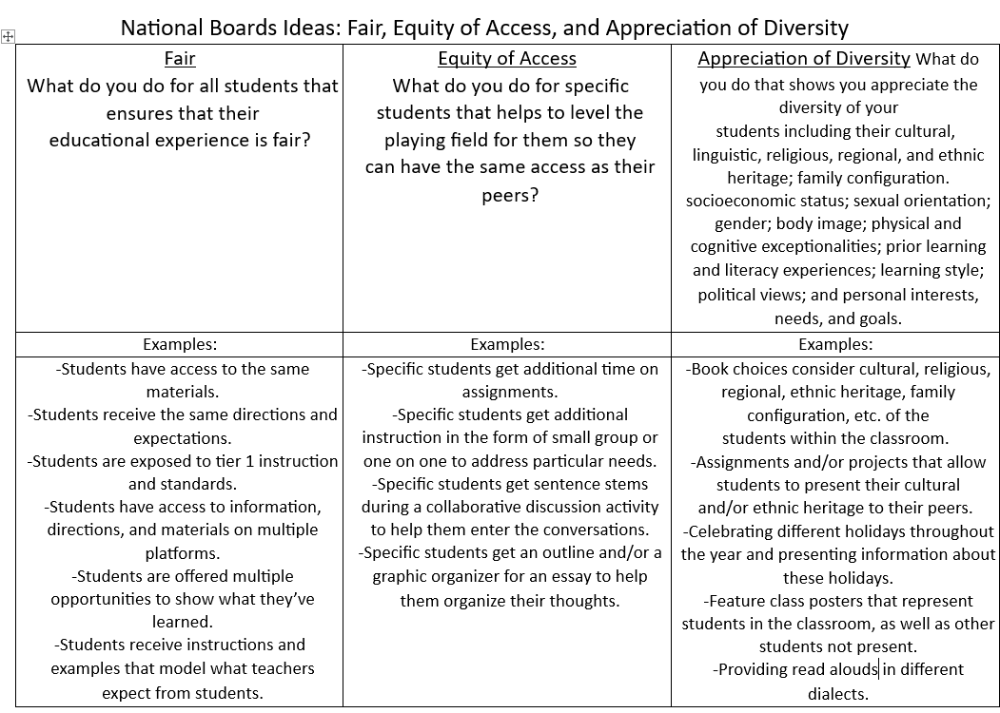 National Boards Ideas: Fair, Equity of Access, and Appreciation of Diversity
Fair
What do you do for all students that
ensures that their
educational experience is fair?
Equity of Access
What do you do for specific
students that helps to level the
playing field for them so they
can have the same access as their
peers?
Appreciation of Diversity What do
you do that shows you appreciate the
diversity of your
students including their cultural,
linguistic, religious, regional, and ethnic
heritage; family configuration.
socioeconomic status; sexual orientation;
gender; body image; physical and
cognitive exceptionalities; prior learning
and literacy experiences; learning style;
political views; and personal interests,
needs, and goals.
Examples:
Examples:
Examples:
-Students have access to the same
materials.
-Students receive the same directions and
expectations.
-Students are exposed to tier 1 instruction
and standards.
-Students have access to information,
directions, and materials on multiple
platforms.
-Students are offered multiple
opportunities to show what they’ve
learned.
-Students receive instructions and
examples that model what teachers
expect from students.
-Specific students get additional time on
assignments.
-Specific students get additional
instruction in the form of small group or
one on one to address particular needs.
-Specific students get sentence stems
during a collaborative discussion activity
to help them enter the conversations.
-Specific students get an outline and/or a
graphic organizer for an essay to help
them organize their thoughts.
-Book choices consider cultural, religious,
regional, ethnic heritage, family
configuration, etc. of the
students within the classroom.
-Assignments and/or projects that allow
students to present their cultural
and/or ethnic heritage to their peers.
-Celebrating different holidays throughout
the year and presenting information about
these holidays.
-Feature class posters that represent
students in the classroom, as well as other
students not present.
-Providing read alouds in different
dialects.